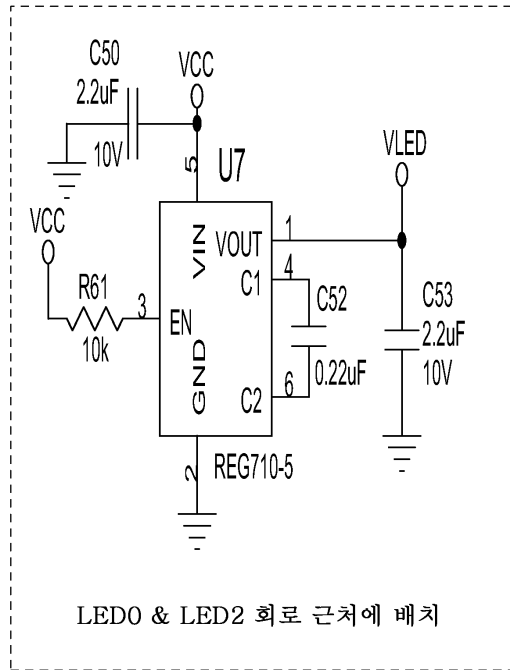 C50
2.2uF
10V
VCC
5
U7
VLED
VCC
VIN
VOUT
1
4
C1
C52
C53
R61
3
EN
2.2uF
10k
0.22uF
10V
GND
C2
6
2
REG710-5
LED0 & LED2 회로 근처에 배치